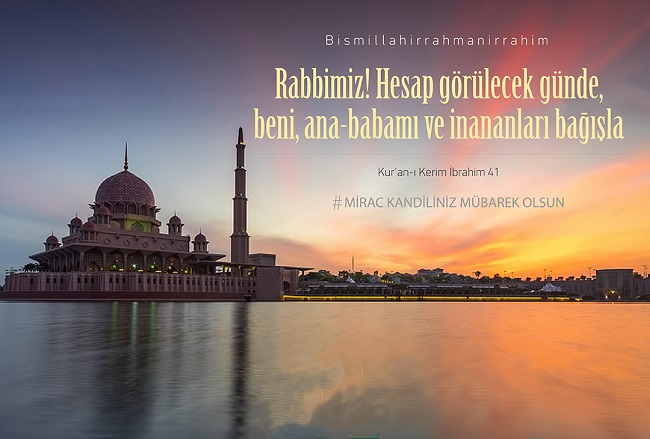 Bismillahirrahmanirrahim
Rabbimiz! Hesap görülecek günde,
beni, ana-babamı ve inananları bağışla
Kur'an-ı Kerim İbrahim 41
# MİRAC KANDİLİNİZ MÜBAREK OLSUN